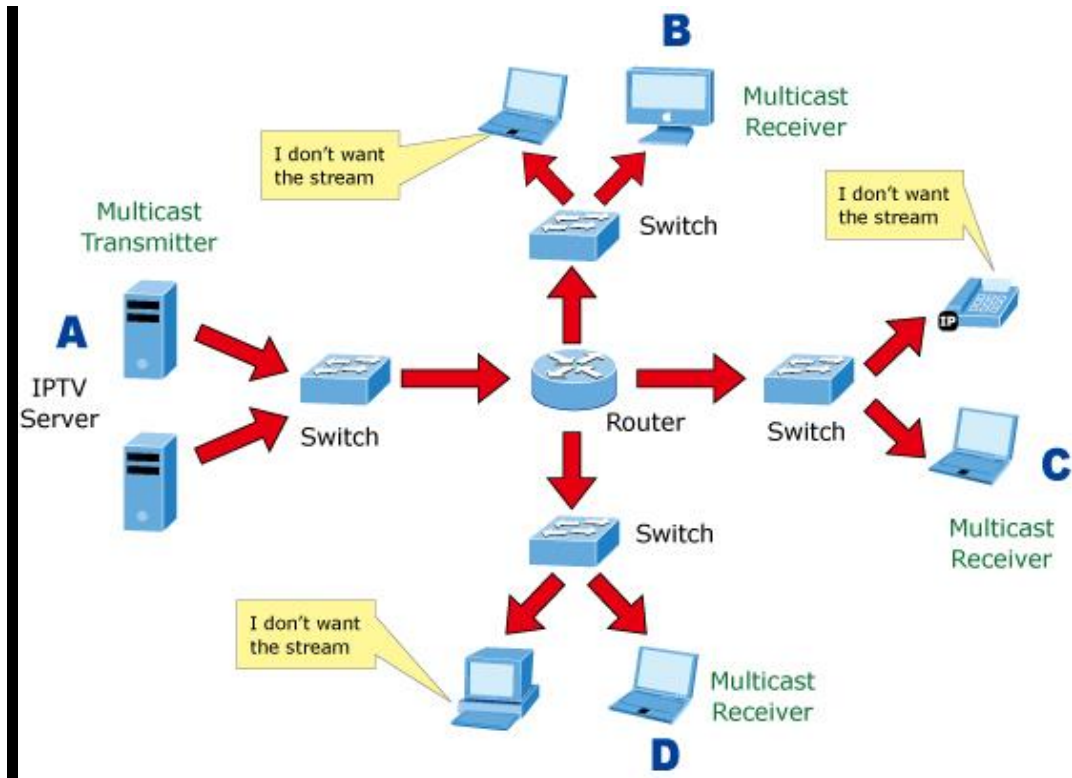 B
Multicast
Receiver
I don't want
the stream
Switch
I don't want
the stream
Multicast
Transmitter
A
IPTV
Server
IP
Switch
Router
Switch
C
Multicast
Receiver
Switch
I don't want
the stream
Multicast
Receiver
D